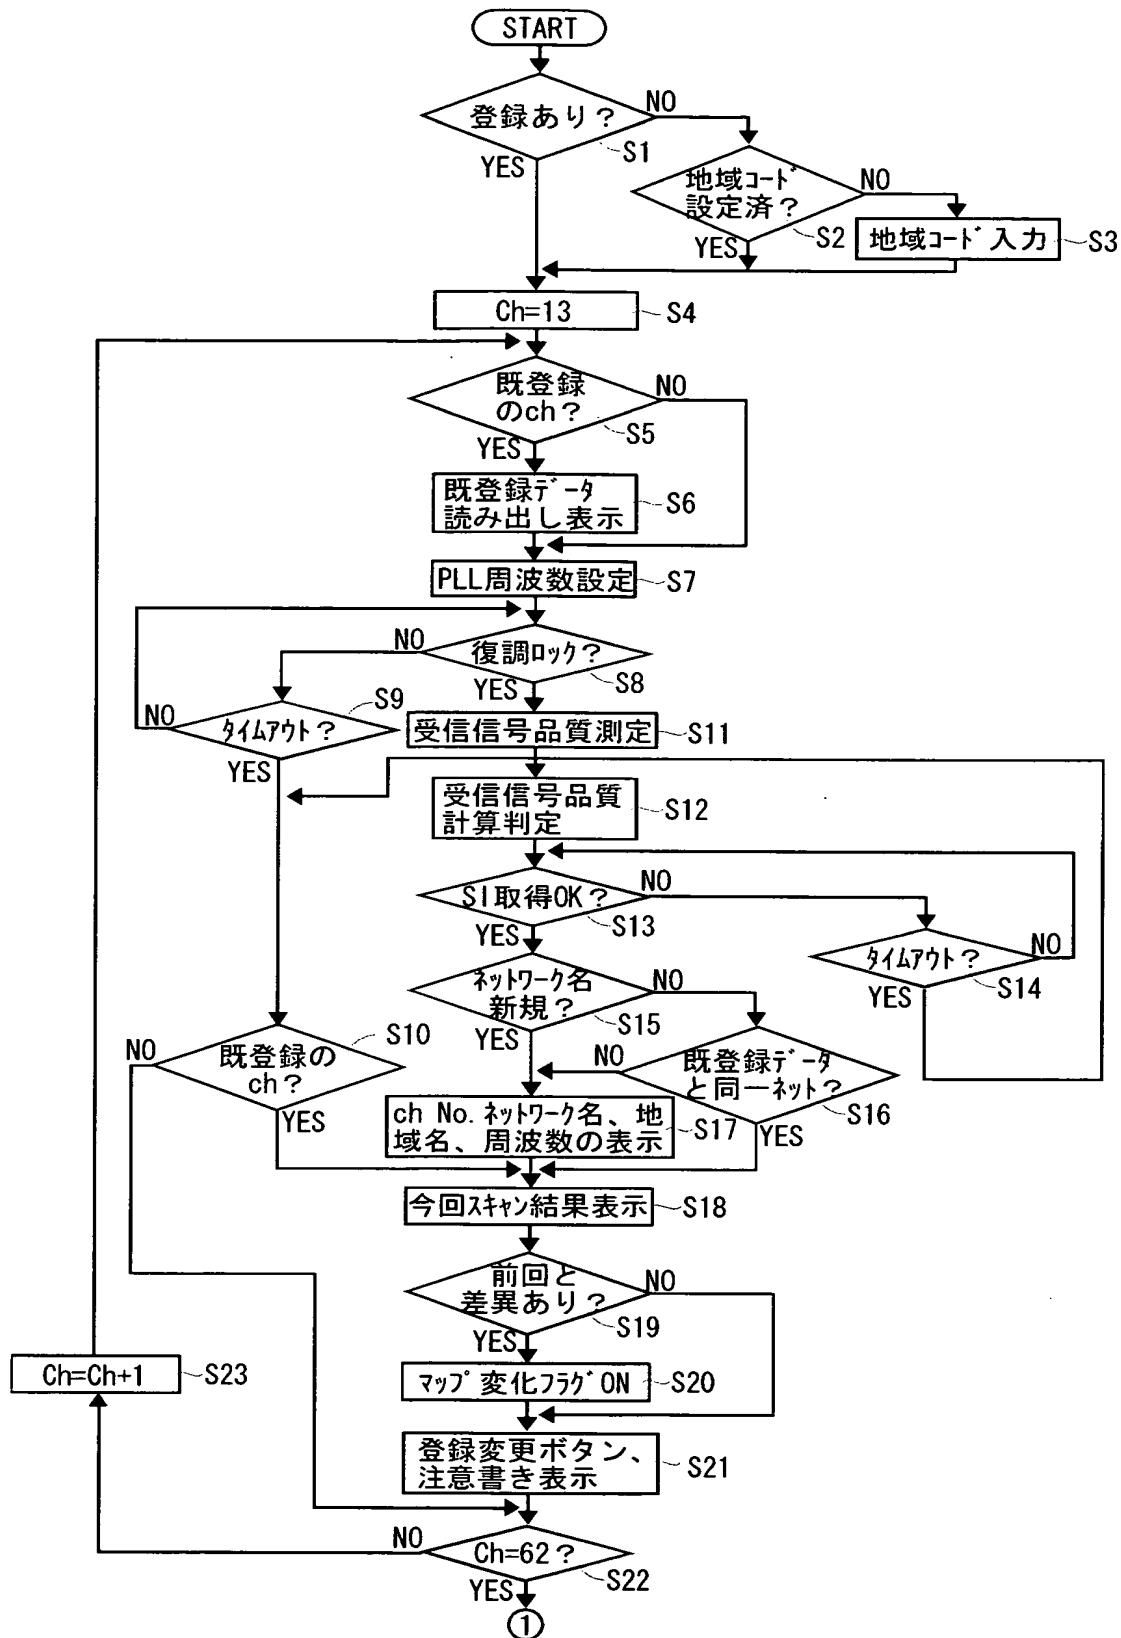 START
登録あり？
NO
S1
YES
地域ｺｰﾄﾞ
設定済？
NO
S2
YES
地域ｺｰﾄﾞ入力
S3
Ch=13
S4
既登録
のch？
NO
S5
YES
既登録ﾃﾞｰﾀ
読み出し表示
S6
PLL周波数設定
S7
NO
復調ﾛｯｸ？
S8
YES
S9
NO
ﾀｲﾑｱｳﾄ？
YES
受信信号品質測定
S11
受信信号品質
計算判定
S12
SI取得OK？
NO
S13
YES
ﾀｲﾑｱｳﾄ？
NO
S14
YES
ﾈｯﾄﾜｰｸ名
新規？
NO
S15
YES
S10
NO
既登録の
ch？
YES
NO
既登録ﾃﾞｰﾀ
と同一ネット？
S16
YES
ch No.ﾈｯﾄﾜｰｸ名、地
域名、周波数の表示
S17
今回ｽｷｬﾝ結果表示
S18
前回と
差異あり？
NO
S19
YES
Ch=Ch+1
S23
ﾏｯﾌﾟ変化ﾌﾗｸﾞON
S20
登録変更ボタン、
注意書き表示
S21
NO
Ch=62？
S22
YES
①